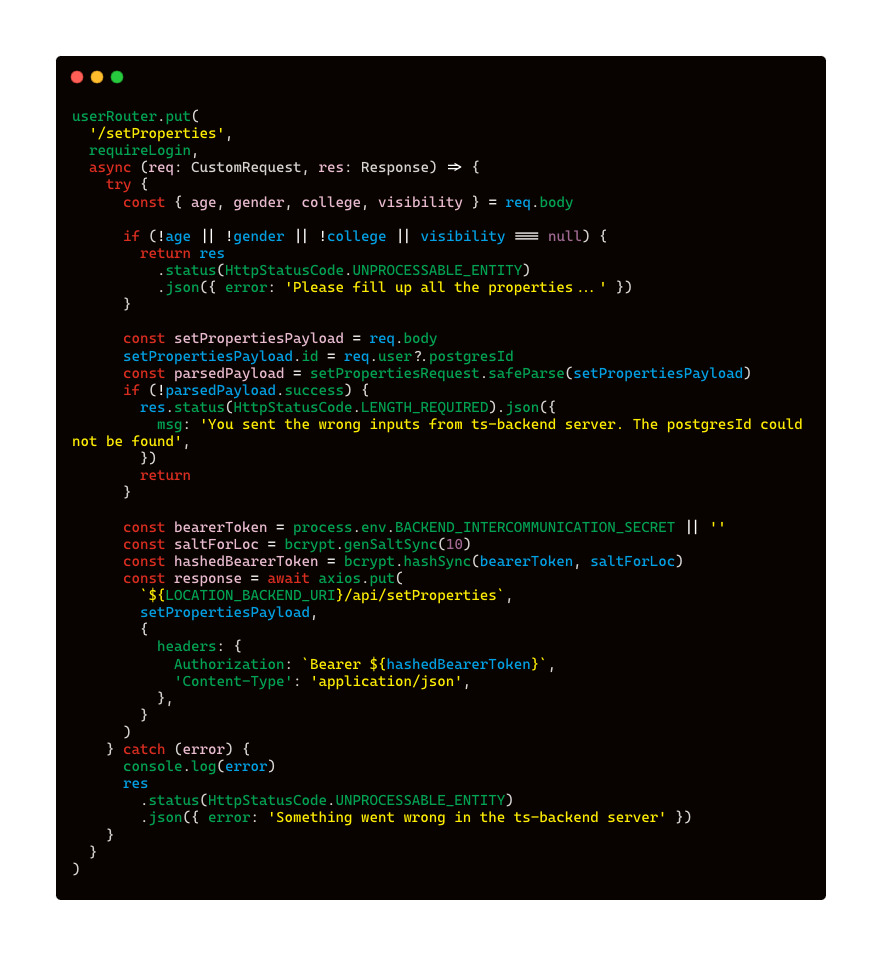 userRouter.put(
  '/setProperties',
  requireLogin,
  async (req: CustomRequest, res: Response) => {
    try {
      const { age, gender, college, visibility } = req.body

      if (!age || !gender || !college || visibility === null) {
        return res
          .status(HttpStatusCode.UNPROCESSABLE_ENTITY)
          .json({ error: 'Please fill up all the properties...' })
      }

      const setPropertiesPayload = req.body
      setPropertiesPayload.id = req.user?.postgresId
      const parsedPayload = setPropertiesRequest.safeParse(setPropertiesPayload)
      if (!parsedPayload.success) {
        res.status(HttpStatusCode.LENGTH_REQUIRED).json({
          msg: 'You sent the wrong inputs from ts-backend server. The postgresId could
not be found',
        })
        return
      }

      const bearerToken = process.env.BACKEND_INTERCOMMUNICATION_SECRET || ''
      const saltForLoc = bcrypt.genSaltSync(10)
      const hashedBearerToken = bcrypt.hashSync(bearerToken, saltForLoc)
      const response = await axios.put(
        `${LOCATION_BACKEND_URI}/api/setProperties`,
        setPropertiesPayload,
        {
          headers: {
            Authorization: `Bearer ${hashedBearerToken}`,
            'Content-Type': 'application/json',
          },
        }
      )
    } catch (error) {
      console.log(error)
      res
        .status(HttpStatusCode.UNPROCESSABLE_ENTITY)
        .json({ error: 'Something went wrong in the ts-backend server' })
    }
  }
)